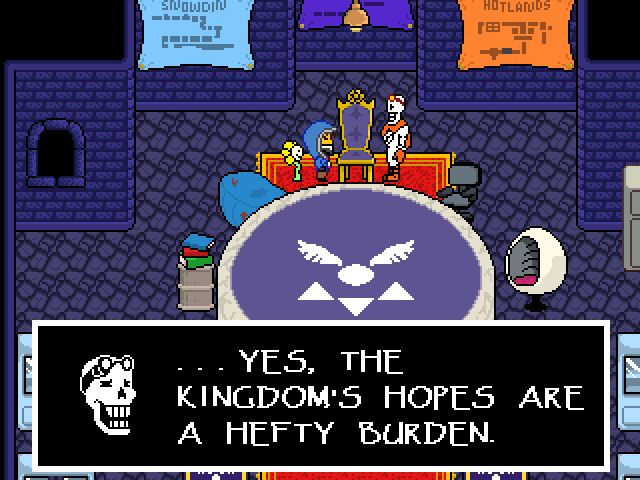 SNOWDIN
HOTLANDS
...YES, THE
KINGDOM'S HOPES ARE
A HEFTY BURDEN.